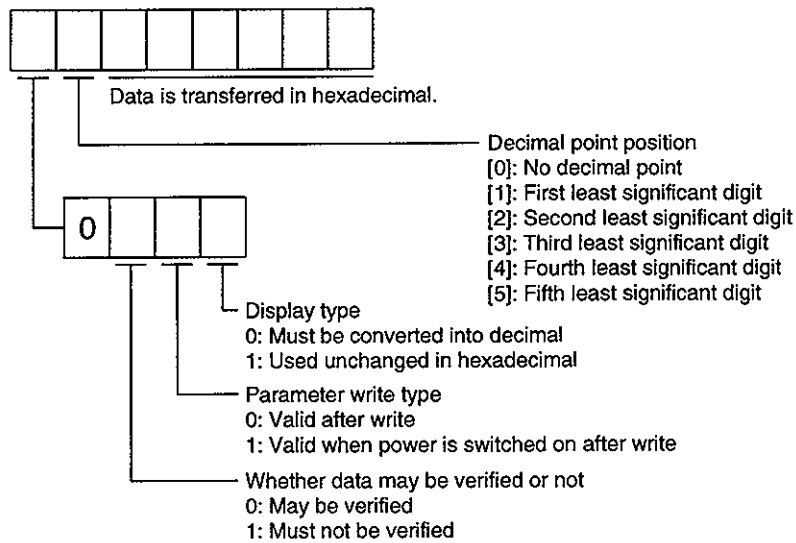 Data is transferred in hexadecimal.
Decimal point position
[0]: No decimal point
[1]: First least significant digit
[2]: Second least significant digit
[3]: Third least significant digit
[4]: Fourth least significant digit
[5]: Fifth least significant digit
0
Display type
0: Must be converted into decimal
1: Used unchanged in hexadecimal
Parameter write type
0: Valid after write
1: Valid when power is switched on after write
Whether data may be verified or not
0: May be verified
1: Must not be verified